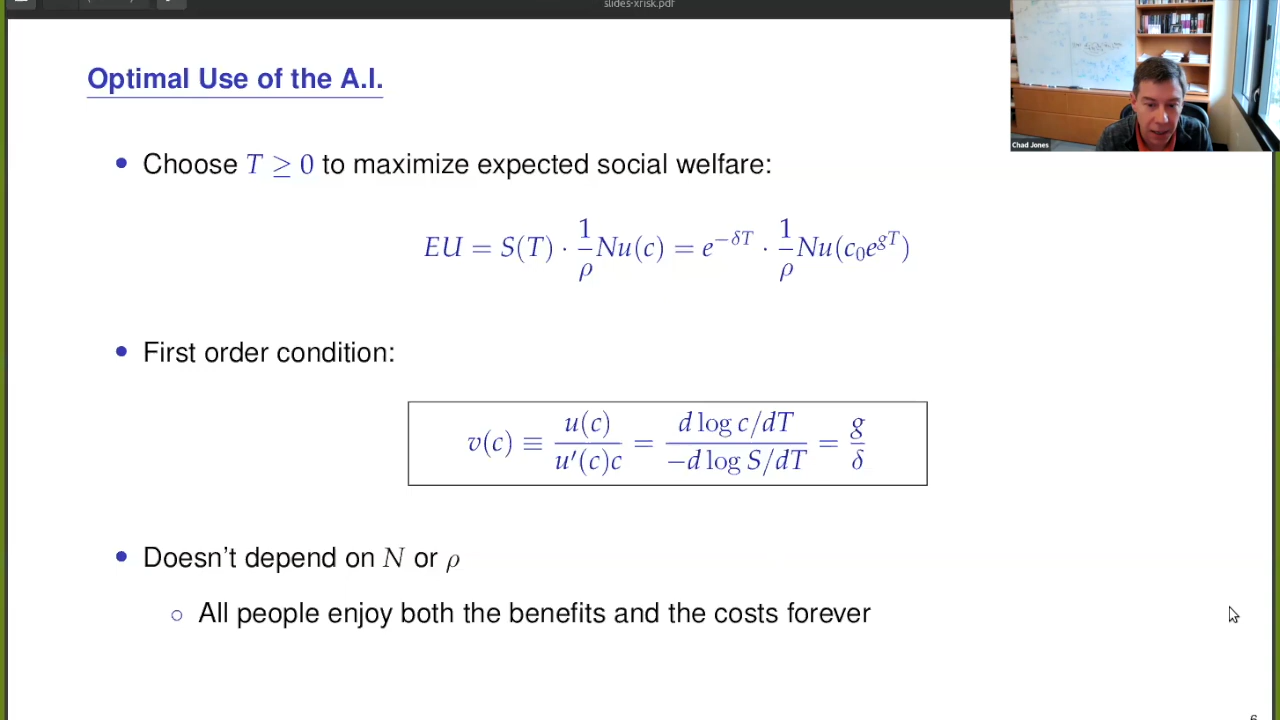 slides-xrisk.pdf
Optimal Use of the A.I.
Chad Jones
• Choose T ≥ 0 to maximize expected social welfare:
EU = S(T) · 1/ρ Nu(c) = e^{−δT} · 1/ρ Nu(c₀e^{gT})
• First order condition:
v(c) ≡ u(c)/u′(c)c = d log c/dT / −d log S/dT = g/δ
• Doesn't depend on N or ρ
○ All people enjoy both the benefits and the costs forever